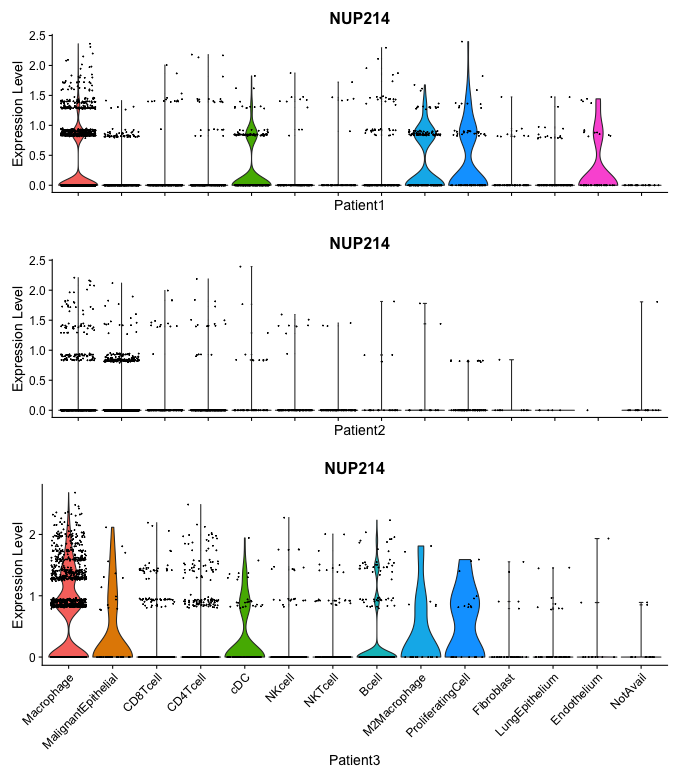 NUP214
Expression Level
2.5
2.0
1.5
1.0
0.5
0.0
Patient1
NUP214
Expression Level
2.5
2.0
1.5
1.0
0.5
0.0
Patient2
NUP214
Expression Level
2
1
0
Macrophage
MalignantEpithelial
CD8Tcell
CD4Tcell
cDC
NKcell
NKTcell
Bcell
M2Macrophage
ProliferatingCell
Fibroblast
LungEpithelium
Endothelium
NotAvail
Patient3